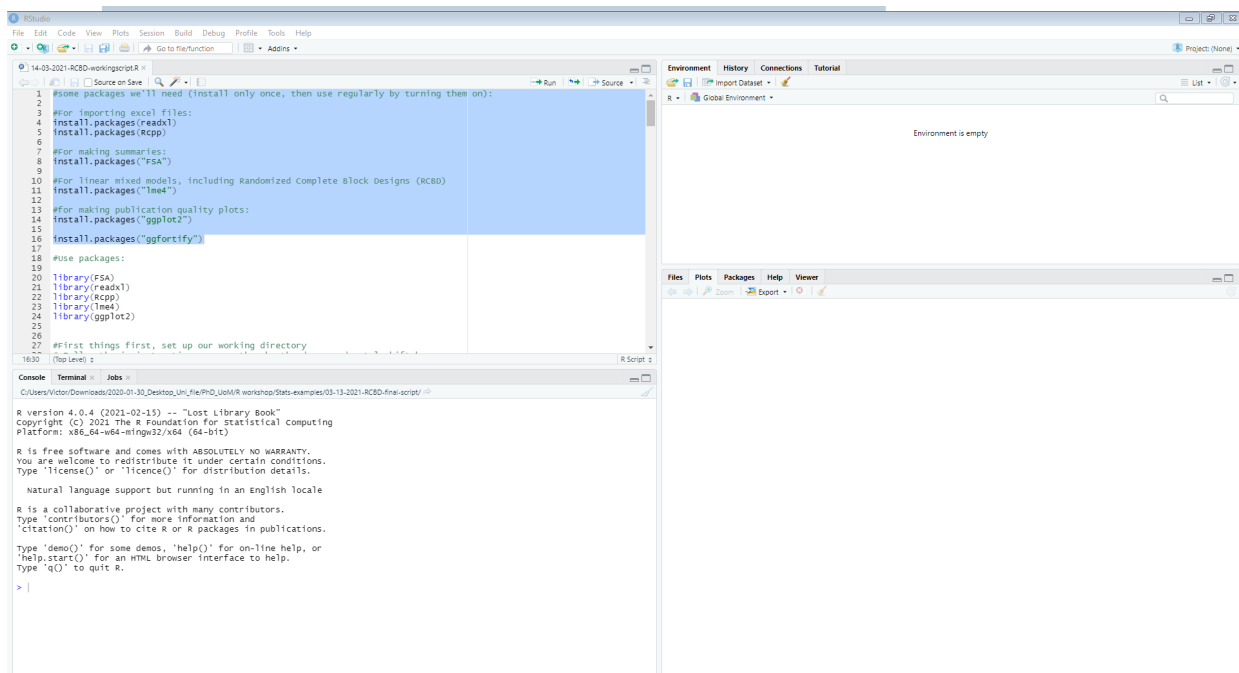 RStudio
File Edit Code View Plots Session Build Debug Profile Tools Help
Go to file/function Addins Project: (None)
14-03-2021-RCBD-workingscript.R
Source on Save Run Source
1 #some packages we'll need (install only once, then use regularly by turning them on):
2
3 #For importing excel files:
4 install.packages(readxl)
5 install.packages(Rcpp)
6
7 #For making summaries:
8 install.packages("FSA")
9
10 #For linear mixed models, including Randomized Complete Block Designs (RCBD)
11 install.packages("lme4")
12
13 #for making publication quality plots:
14 install.packages("ggplot2")
15
16 install.packages("ggfortify")
17
18 #Use packages:
19
20 library(FSA)
21 library(readxl)
22 library(Rcpp)
23 library(lme4)
24 library(ggplot2)
25
26
27 #First things first, set up our working directory
16:30 (Top Level) R Script
Console Terminal Jobs
C:/Users/Victor/Downloads/2020-01-30_Desktop_Uni_file/PhD_UoM/R workshop/Stats-examples/03-13-2021-RCBD-final-script/
R version 4.0.4 (2021-02-15) -- "Lost Library Book"
Copyright (C) 2021 The R Foundation for Statistical Computing
Platform: x86_64-w64-mingw32/x64 (64-bit)
R is free software and comes with ABSOLUTELY NO WARRANTY.
You are welcome to redistribute it under certain conditions.
Type 'license()' or 'licence()' for distribution details.
Natural language support but running in an English locale
R is a collaborative project with many contributors.
Type 'contributors()' for more information and
'citation()' on how to cite R or R packages in publications.
Type 'demo()' for some demos, 'help()' for on-line help, or
'help.start()' for an HTML browser interface to help.
Type 'q()' to quit R.
>
Environment History Connections Tutorial
Import Dataset List
R Global Environment
Environment is empty
Files Plots Packages Help Viewer
Zoom Export